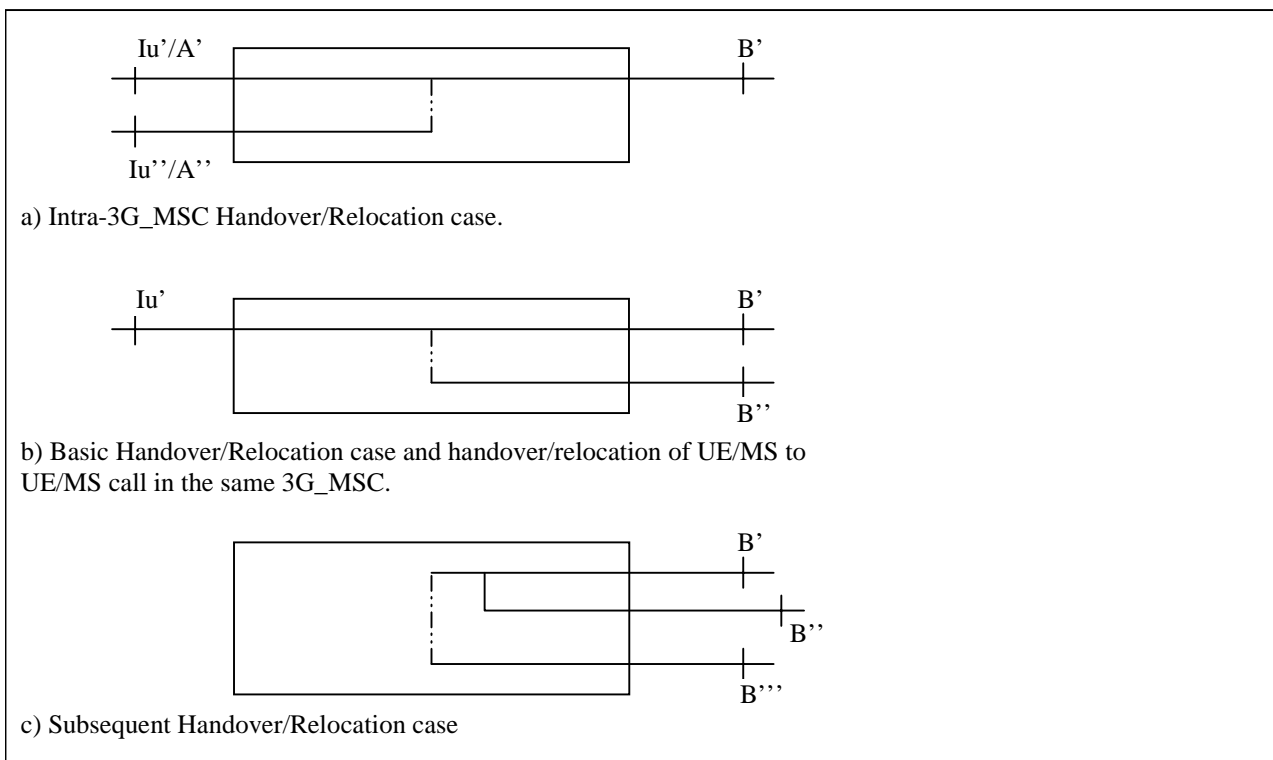 Iu’/A’ B’
Iu’’/A’’
a) Intra-3G_MSC Handover/Relocation case.
Iu’ B’
B’’
b) Basic Handover/Relocation case and handover/relocation of UE/MS to
UE/MS call in the same 3G_MSC.
B’
B’’
B’’’
c) Subsequent Handover/Relocation case